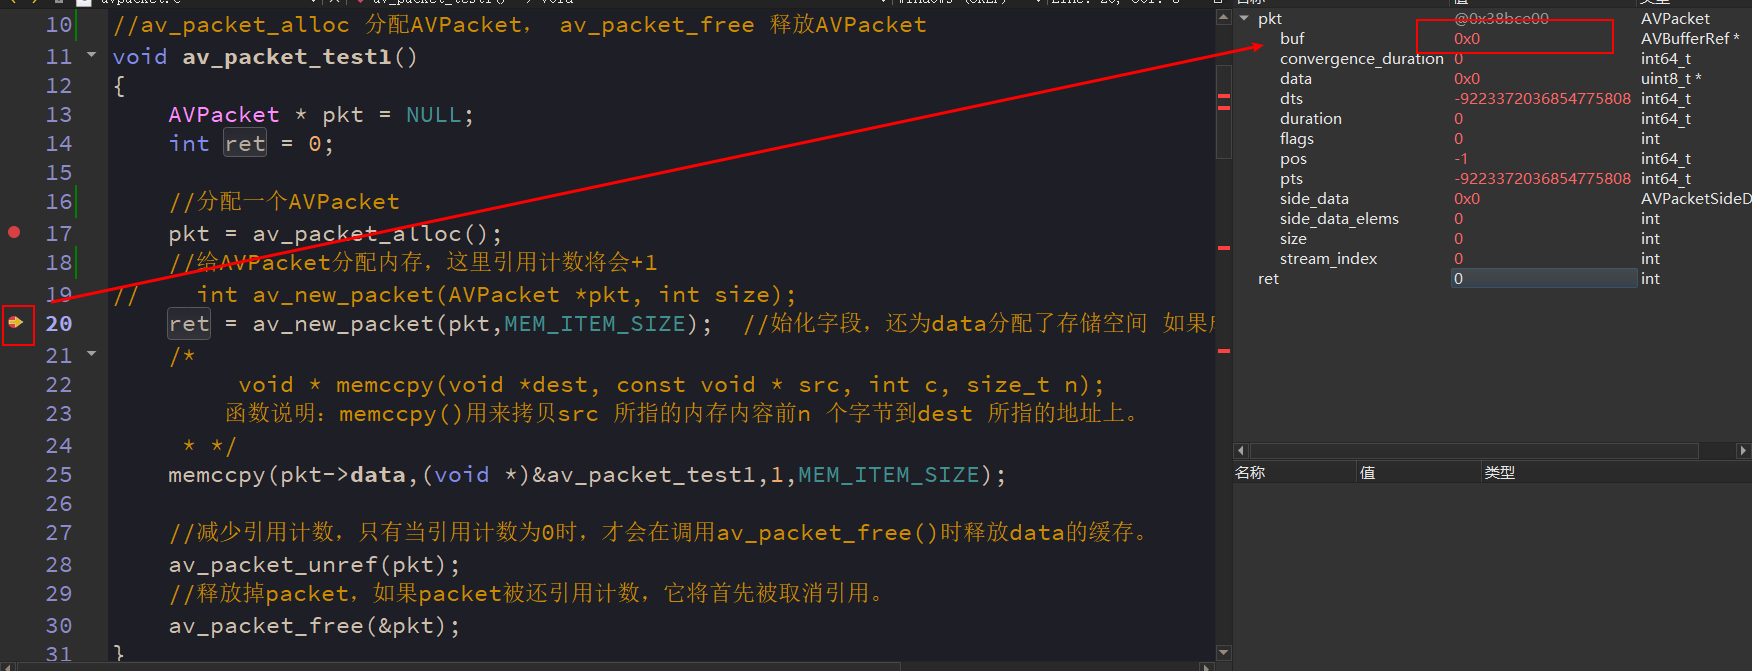 10 //av_packet_alloc 分配AVPacket， av_packet_free 释放AVPacket
11 void av_packet_test1()
12 {
13 AVPacket * pkt = NULL;
14 int ret = 0;
15
16 //分配一个AVPacket
17 pkt = av_packet_alloc();
18 //给AVPacket分配内存，这里引用计数将会+1
19 // int av_new_packet(AVPacket *pkt, int size);
20 ret = av_new_packet(pkt,MEM_ITEM_SIZE); //始化字段，还为data分配了存储空间 如果
21 /*
22 void * memccpy(void *dest, const void * src, int c, size_t n);
23 函数说明：memccpy()用来拷贝src 所指的内存内容前n 个字节到dest 所指的地址上。
24 * */
25 memccpy(pkt->data,(void *)&av_packet_test1,1,MEM_ITEM_SIZE);
26
27 //减少引用计数，只有当引用计数为0时，才会在调用av_packet_free()时释放data的缓存。
28 av_packet_unref(pkt);
29 //释放掉packet，如果packet被还引用计数，它将首先被取消引用。
30 av_packet_free(&pkt);
31 }
pkt @0x38bce00 AVPacket
buf 0x0 AVBufferRef *
convergence_duration 0 int64_t
data 0x0 uint8_t *
dts -9223372036854775808 int64_t
duration 0 int64_t
flags 0 int
pos -1 int64_t
pts -9223372036854775808 int64_t
side_data 0x0 AVPacketSideD
side_data_elems 0 int
size 0 int
stream_index 0 int
ret 0 int
名称 值 类型